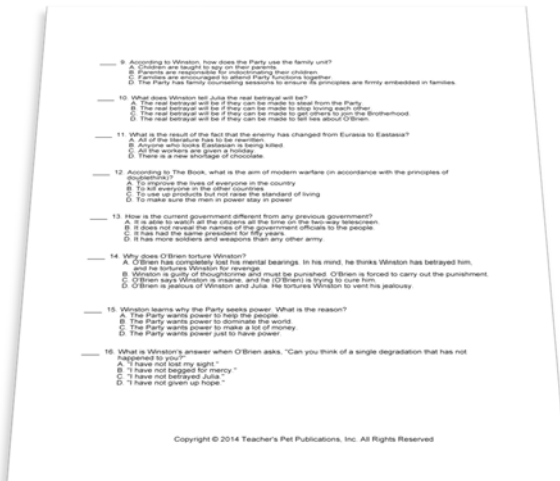 _____ 9. According to Winston, how does the Party use the family unit?
A. Children are taught to spy on their parents.
B. Parents are responsible for indoctrinating their children.
C. Families are encouraged to attend Party functions together.
D. The Party has family counseling sessions to ensure its principles are firmly embedded in families.
_____ 10. What does Winston tell Julia the real betrayal will be?
A. The real betrayal will be if they can be made to steal from the Party.
B. The real betrayal will be if they can be made to stop loving each other.
C. The real betrayal will be if they can be made to get others to join the Brotherhood.
D. The real betrayal will be if they can be made to tell lies about O'Brien.
_____ 11. What is the result of the fact that the enemy has changed from Eurasia to Eastasia?
A. All of the literature has to be rewritten.
B. Anyone who looks Eastasian is being killed.
C. All the workers are given a holiday.
D. There is a new shortage of chocolate.
_____ 12. According to The Book, what is the aim of modern warfare (in accordance with the principles of
doublethink)?
A. To improve the lives of everyone in the country
B. To kill everyone in the other countries
C. To use up products but not raise the standard of living
D. To make sure the men in power stay in power
_____ 13. How is the current government different from any previous government?
A. It is able to watch all the citizens all the time on the two-way telescreen.
B. It does not reveal the names of the government officials to the people.
C. It has had the same president for fifty years.
D. It has more soldiers and weapons than any other army.
_____ 14. Why does O'Brien torture Winston?
A. O'Brien has completely lost his mental bearings. In his mind, he thinks Winston has betrayed him,
and he tortures Winston for revenge.
B. Winston is guilty of thoughtcrime and must be punished. O'Brien is forced to carry out the punishment.
C. O'Brien says Winston is insane, and he (O'Brien) is trying to cure him.
D. O'Brien is jealous of Winston and Julia. He tortures Winston to vent his jealousy.
_____ 15. Winston learns why the Party seeks power. What is the reason?
A. The Party wants power to help the people.
B. The Party wants power to dominate the world.
C. The Party wants power to make a lot of money.
D. The Party wants power just to have power.
_____ 16. What is Winston's answer when O'Brien asks, "Can you think of a single degradation that has not
happened to you?"
A. "I have not lost my sight."
B. "I have not begged for mercy."
C. "I have not betrayed Julia."
D. "I have not given up hope."
Copyright © 2014 Teacher's Pet Publications, Inc. All Rights Reserved